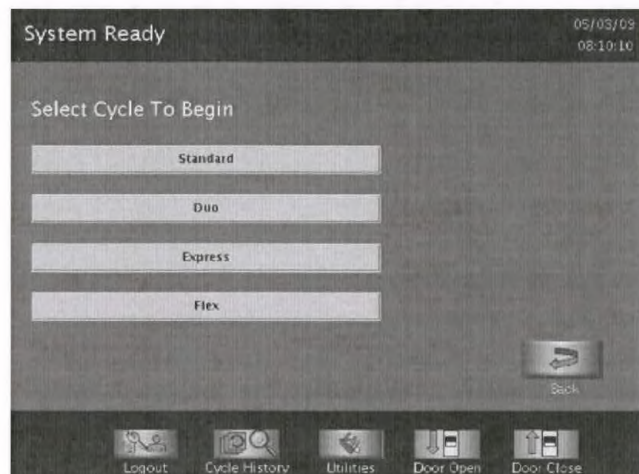 System Ready
05/03/09
08:10:10
Select Cycle To Begin
Standard
Duo
Express
Flex
Back
Logout
Cycle History
Utilities
Door Open
Door Close